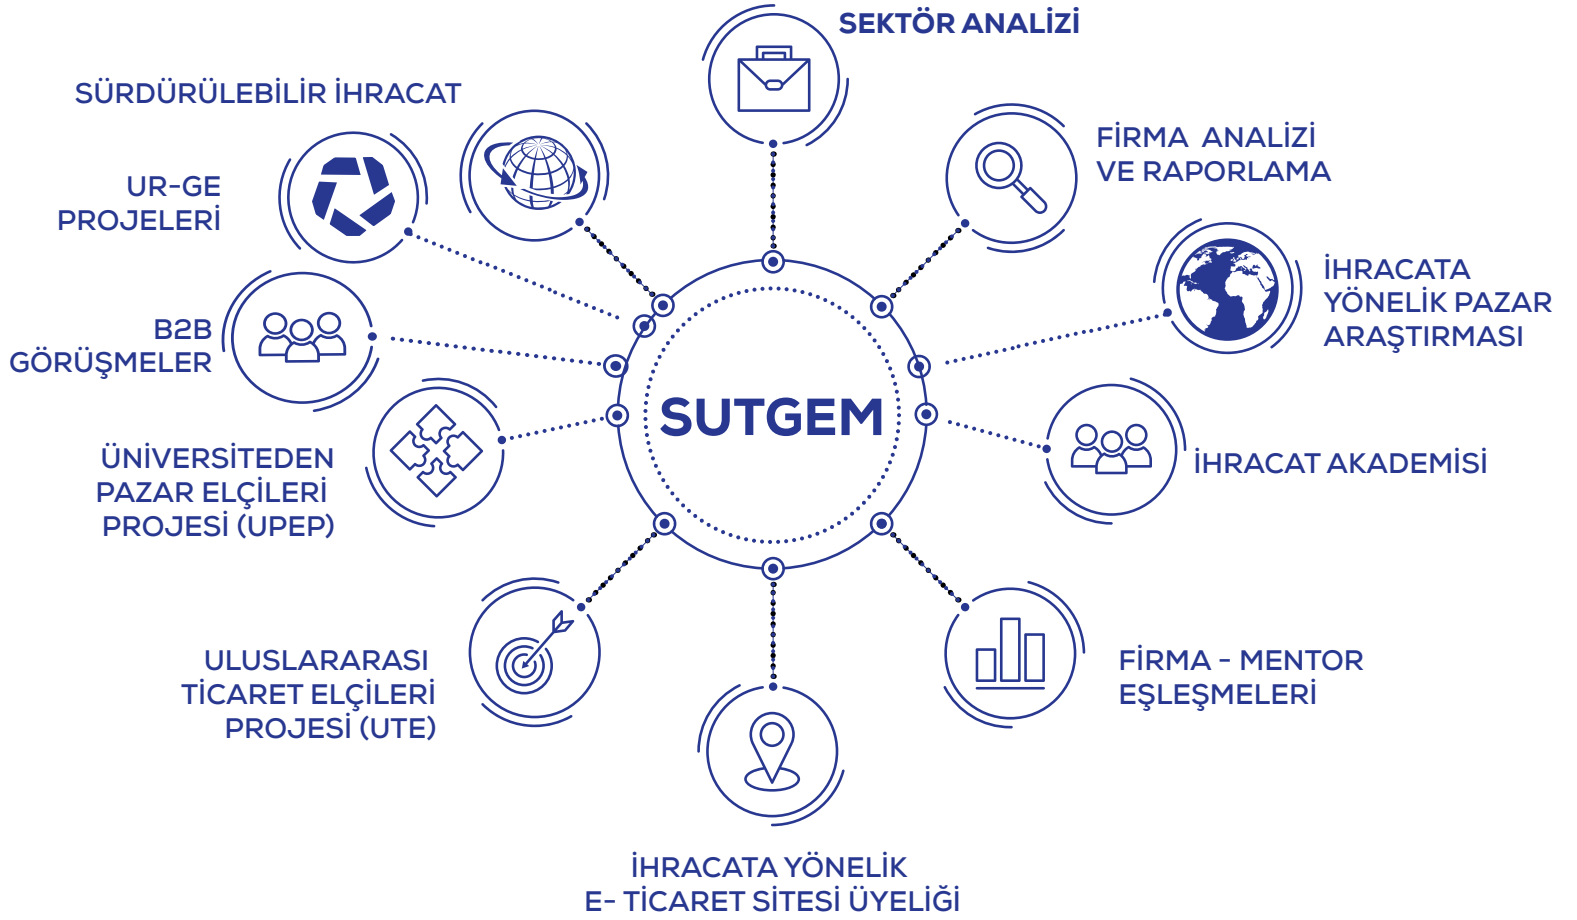 SEKTÖR ANALİZİ
FİRMA ANALİZİ
VE RAPORLAMA
İHRACATA
YÖNELİK PAZAR
ARAŞTIRMASI
İHRACAT AKADEMİSİ
FİRMA - MENTOR
EŞLEŞMELERİ
İHRACATA YÖNELİK
E- TİCARET SİTESİ ÜYELİĞİ
ULUSLARARASI
TİCARET ELÇİLERİ
PROJESİ (UTE)
ÜNİVERSİTEDEN
PAZAR ELÇİLERİ
PROJESİ (UPEP)
B2B
GÖRÜŞMELER
UR-GE
PROJELERİ
SÜRDÜRÜLEBİLİR İHRACAT
SUTGEM